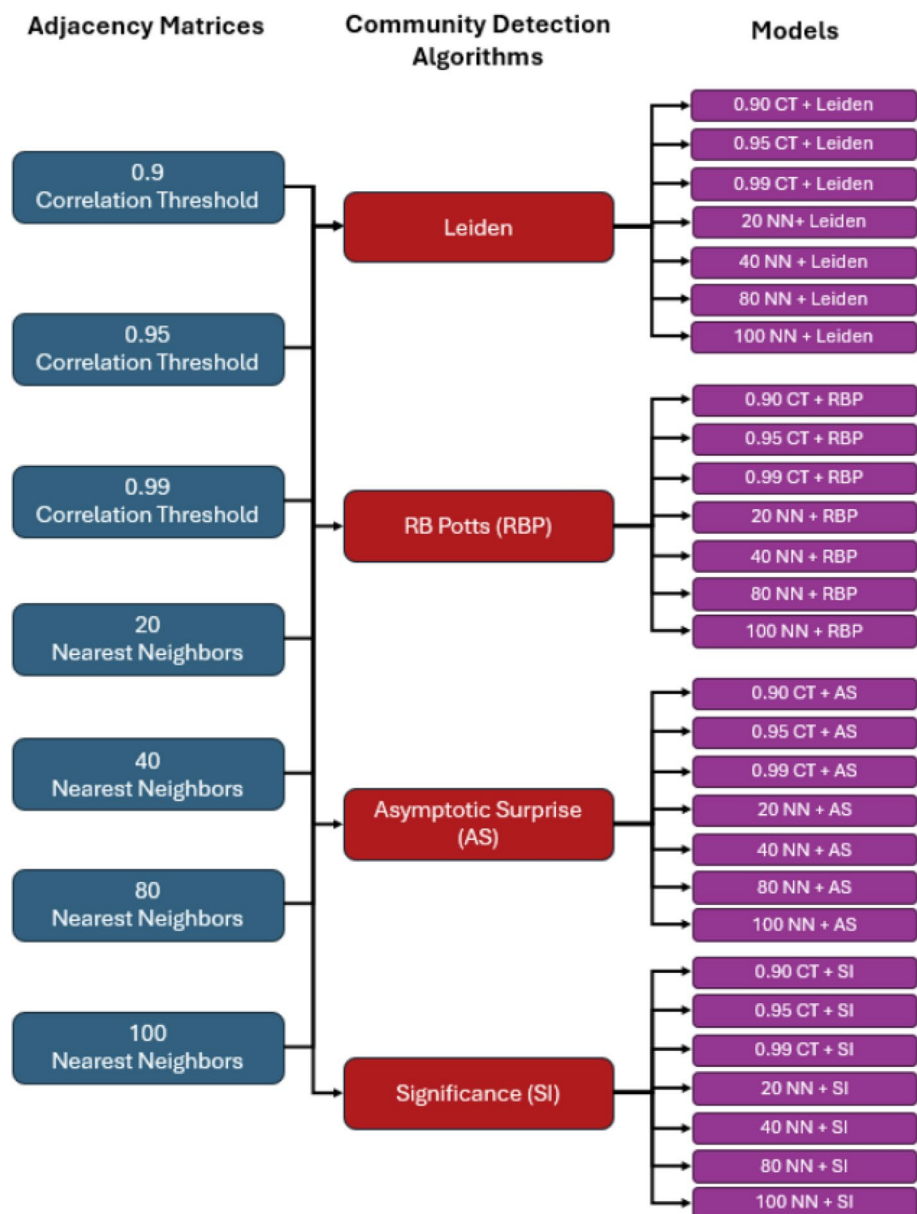 Adjacency Matrices
Community Detection
Algorithms
Models
0.9
Correlation Threshold
0.95
Correlation Threshold
0.99
Correlation Threshold
20
Nearest Neighbors
40
Nearest Neighbors
80
Nearest Neighbors
100
Nearest Neighbors
Leiden
RB Potts (RBP)
Asymptotic Surprise
(AS)
Significance (SI)
0.90 CT + Leiden
0.95 CT + Leiden
0.99 CT + Leiden
20 NN+ Leiden
40 NN + Leiden
80 NN + Leiden
100 NN + Leiden
0.90 CT + RBP
0.95 CT + RBP
0.99 CT + RBP
20 NN + RBP
40 NN + RBP
80 NN + RBP
100 NN + RBP
0.90 CT + AS
0.95 CT + AS
0.99 CT + AS
20 NN + AS
40 NN + AS
80 NN + AS
100 NN + AS
0.90 CT + SI
0.95 CT + SI
0.99 CT + SI
20 NN + SI
40 NN + SI
80 NN + SI
100 NN + SI